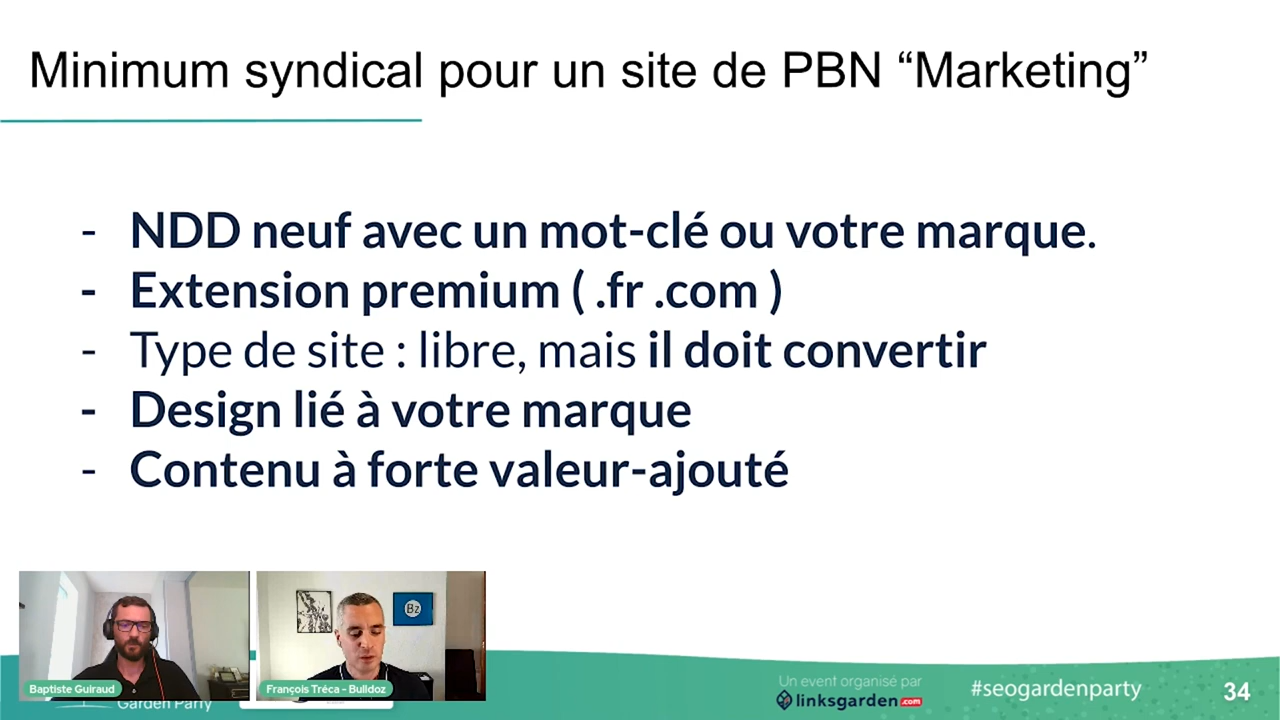 Minimum syndical pour un site de PBN “Marketing”
- NDD neuf avec un mot-clé ou votre marque.
- Extension premium ( .fr .com )
- Type de site : libre, mais il doit convertir
- Design lié à votre marque
- Contenu à forte valeur-ajouté
Bz
Baptiste Guiraud
François Tréca - Bulldoz
Garden Party
Un event organisé par
linksgarden.com
#seogardenparty
34